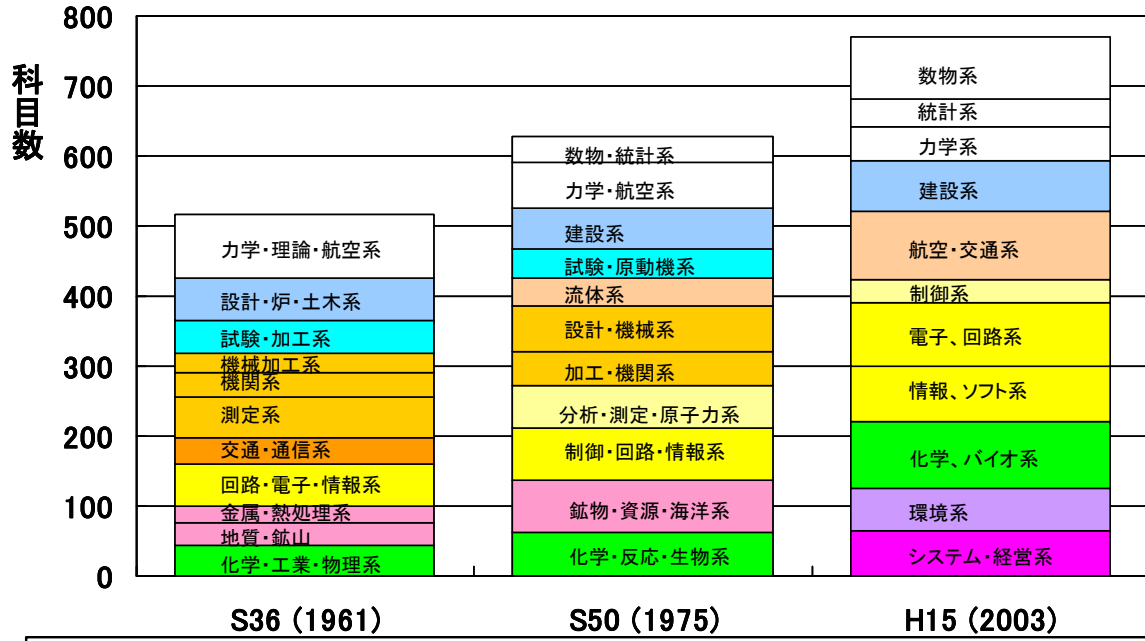 科目数
800
700
600
500
400
300
200
100
0
力学・理論・航空系
設計・炉・土木系
試験・加工系
機械加工系
機関系
測定系
交通・通信系
回路・電子・情報系
金属・熱処理系
地質・鉱山
化学・工業・物理系
S36 (1961)
数物・統計系
力学・航空系
建設系
試験・原動機系
流体系
設計・機械系
加工・機関系
分析・測定・原子力系
制御・回路・情報系
鉱物・資源・海洋系
化学・反応・生物系
S50 (1975)
数物系
統計系
力学系
建設系
航空・交通系
制御系
電子、回路系
情報、ソフト系
化学、バイオ系
環境系
システム・経営系
H15 (2003)